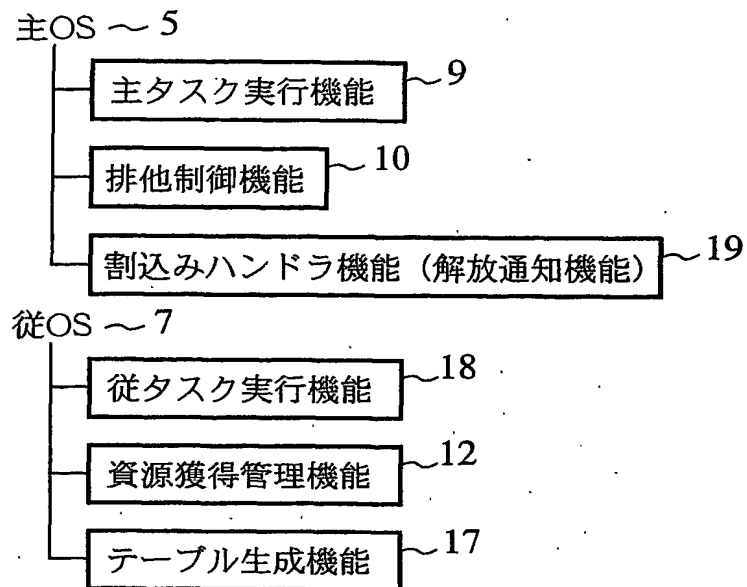 主OS ~ 5
主タスク実行機能 ~9
排他制御機能 ~10
割込みハンドラ機能（解放通知機能） ~19
従OS ~ 7
従タスク実行機能 ~18
資源獲得管理機能 ~12
テーブル生成機能 ~17